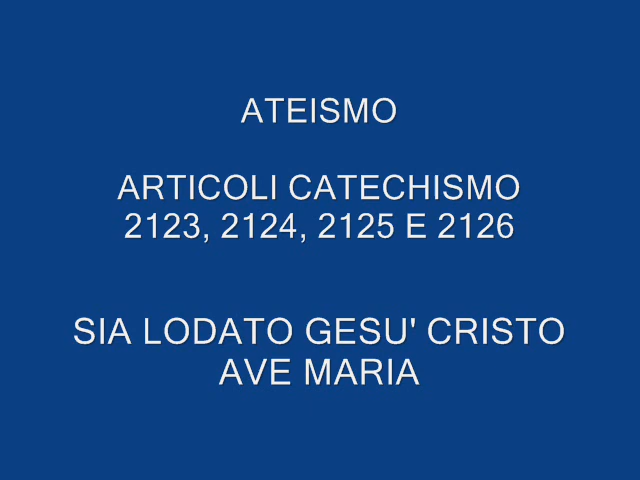 ATEISMO
ARTICOLI CATECHISMO
2123, 2124, 2125 E 2126
SIA LODATO GESU' CRISTO
AVE MARIA